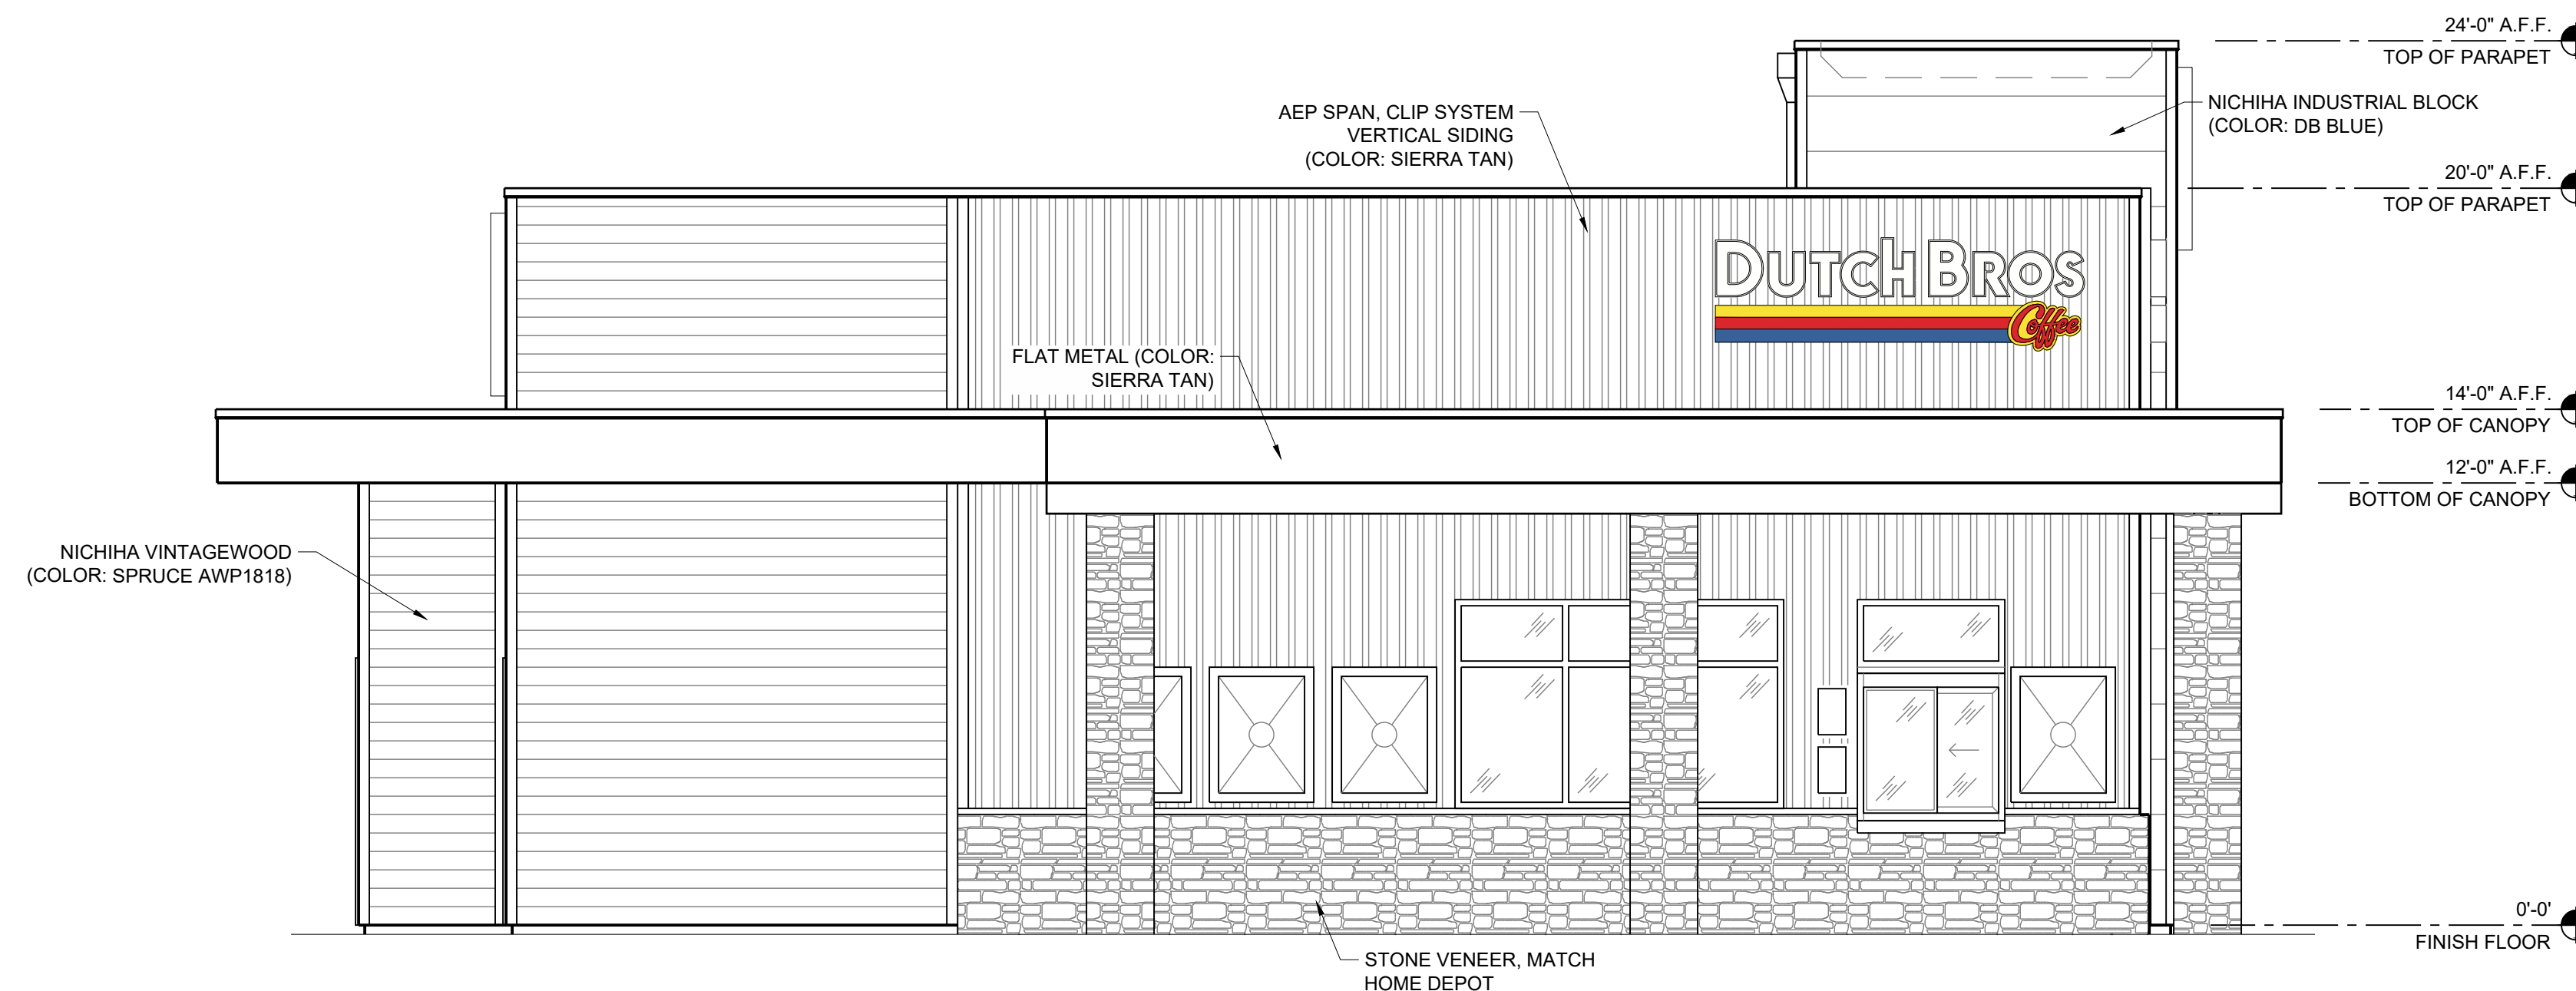 24'-0" A.F.F.
TOP OF PARAPET
AEP SPAN, CLIP SYSTEM
VERTICAL SIDING
(COLOR: SIERRA TAN)
NICHIHA INDUSTRIAL BLOCK
(COLOR: DB BLUE)
20'-0" A.F.F.
TOP OF PARAPET
DUTCH BROS
Coffee
FLAT METAL (COLOR:
SIERRA TAN)
14'-0" A.F.F.
TOP OF CANOPY
12'-0" A.F.F.
BOTTOM OF CANOPY
NICHIHA VINTAGEWOOD
(COLOR: SPRUCE AWP1818)
0'-0'
FINISH FLOOR
STONE VENEER, MATCH
HOME DEPOT